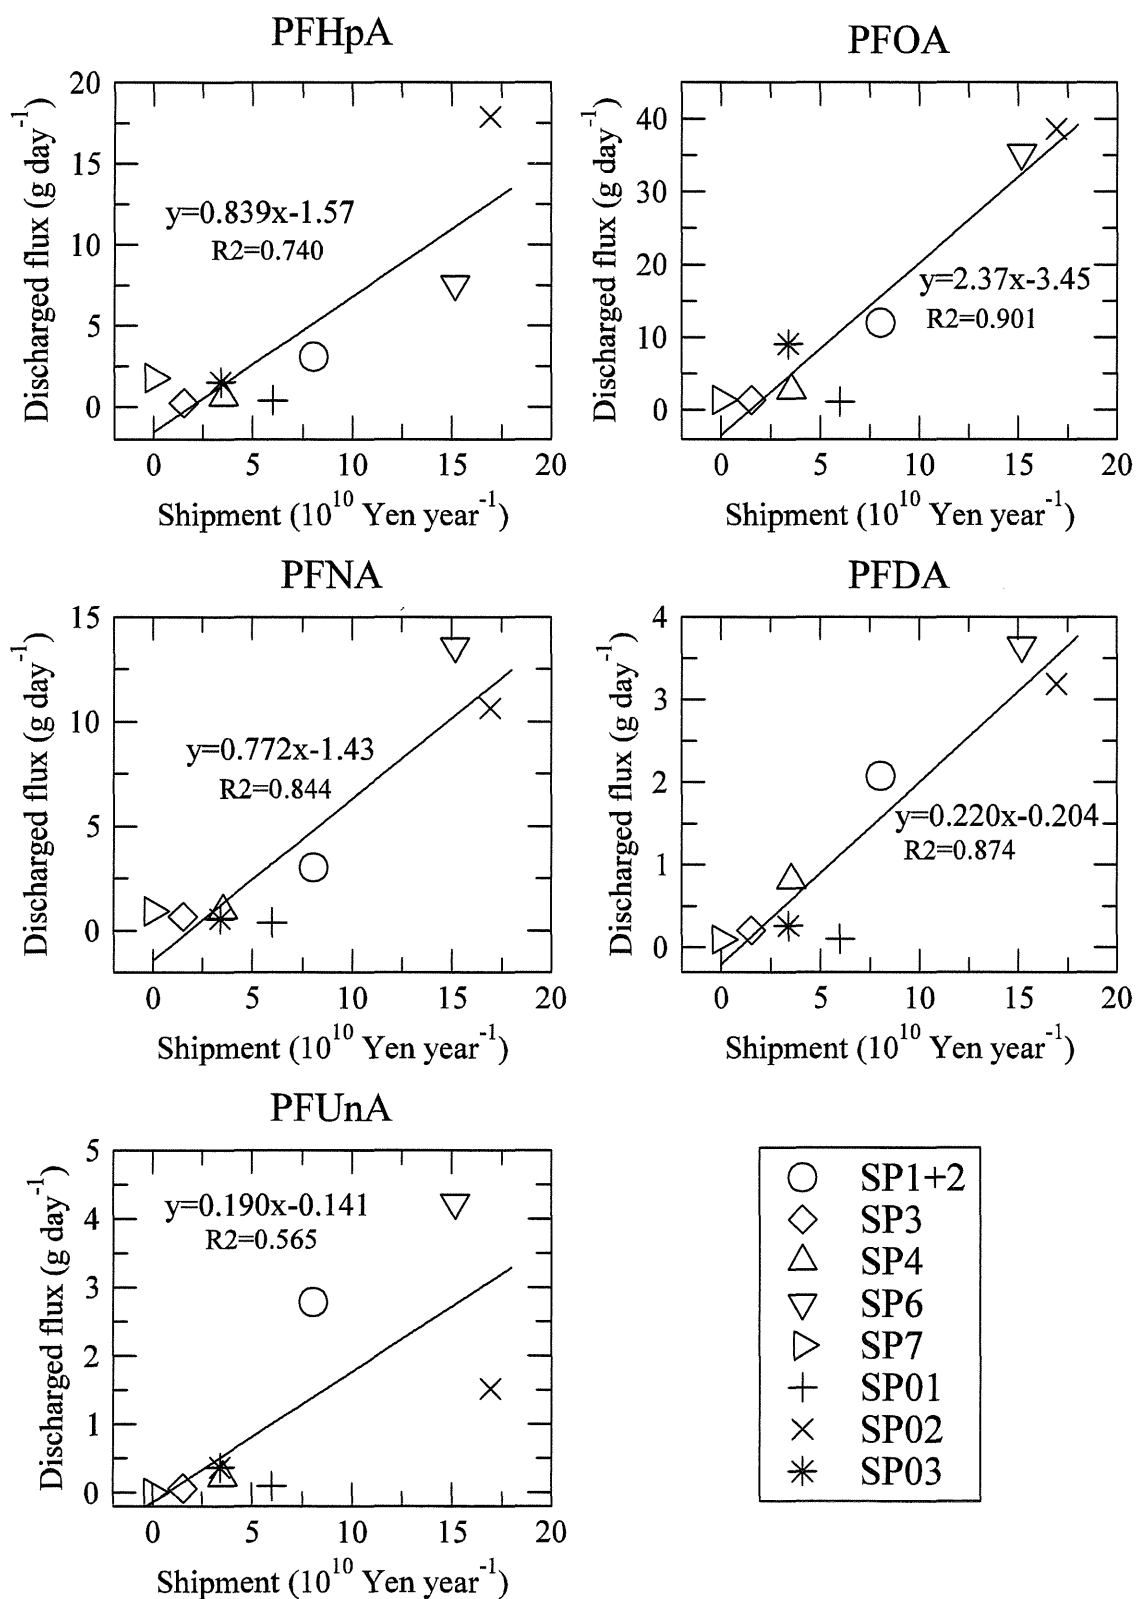 PFHpA
Discharged flux (g day⁻¹)
20
15
10
5
0
y=0.839x-1.57
R2=0.740
0 5 10 15 20
Shipment (10¹⁰ Yen year⁻¹)
PFOA
Discharged flux (g day⁻¹)
40
30
20
10
0
y=2.37x-3.45
R2=0.901
0 5 10 15 20
Shipment (10¹⁰ Yen year⁻¹)
PFNA
Discharged flux (g day⁻¹)
15
10
5
0
y=0.772x-1.43
R2=0.844
0 5 10 15 20
Shipment (10¹⁰ Yen year⁻¹)
PFDA
Discharged flux (g day⁻¹)
4
3
2
1
0
y=0.220x-0.204
R2=0.874
0 5 10 15 20
Shipment (10¹⁰ Yen year⁻¹)
PFUnA
Discharged flux (g day⁻¹)
5
4
3
2
1
0
y=0.190x-0.141
R2=0.565
0 5 10 15 20
Shipment (10¹⁰ Yen year⁻¹)
SP1+2
SP3
SP4
SP6
SP7
SP01
SP02
SP03